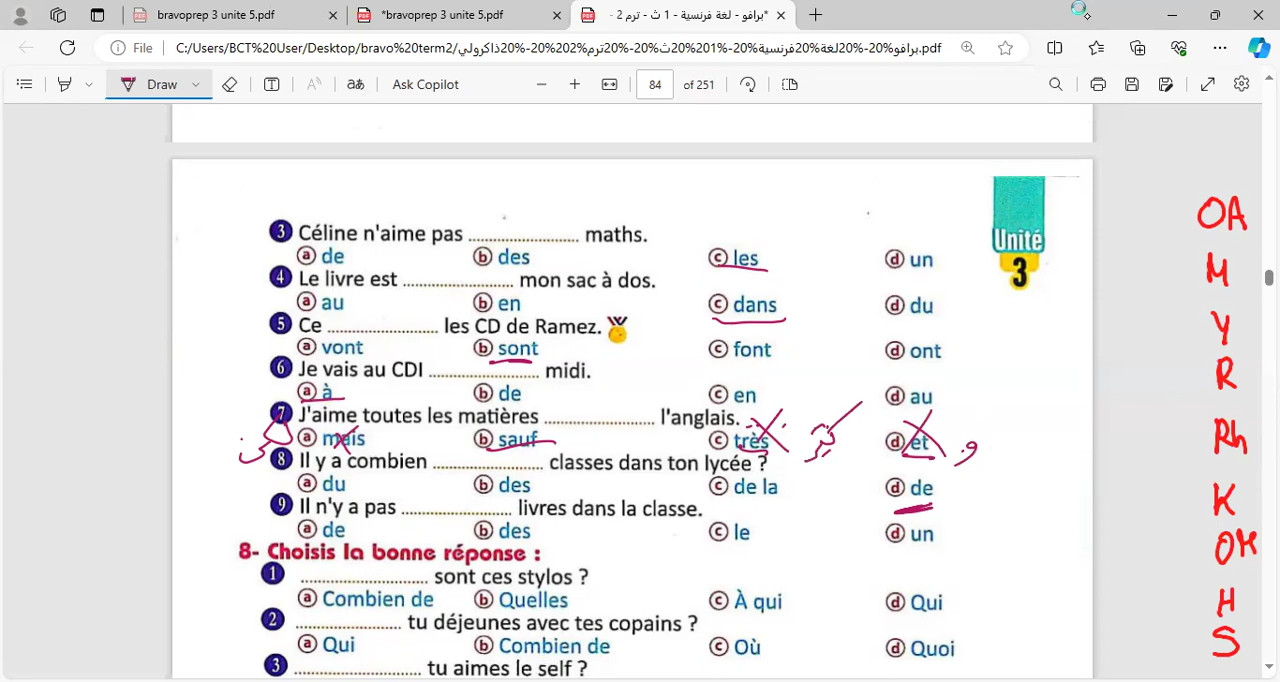 bravoprep 3 unite 5.pdf
*bravoprep 3 unite 5.pdf
*برافو - لغة فرنسية - 1 ث - ترم 2
File
C:/Users/BCT%20User/Desktop/bravo%20term2/برافو%20-%20لغة%20فرنسية%20-%201%20ث%20-%20ترم%202%20-%20ذاكرولي.pdf
Draw
aあ
Ask Copilot
84 of 251
Unité
3
3 Céline n'aime pas .............................. maths.
a de b des c les d un
4 Le livre est .............................. mon sac à dos.
a au b en c dans d du
5 Ce .............................. les CD de Ramez.
a vont b sont c font d ont
6 Je vais au CDI .............................. midi.
a à b de c en d au
7 J'aime toutes les matières .............................. l'anglais.
a mais b sauf c très d et
و
8 Il y a combien .............................. classes dans ton lycée ?
a du b des c de la d de
9 Il n'y a pas .............................. livres dans la classe.
a de b des c le d un
8- Choisis la bonne réponse :
1 .............................. sont ces stylos ?
a Combien de b Quelles c À qui d Qui
2 .............................. tu déjeunes avec tes copains ?
a Qui b Combien de c Où d Quoi
3 .............................. tu aimes le self ?
OA
M
Y
R
Rh
K
OM
H
S